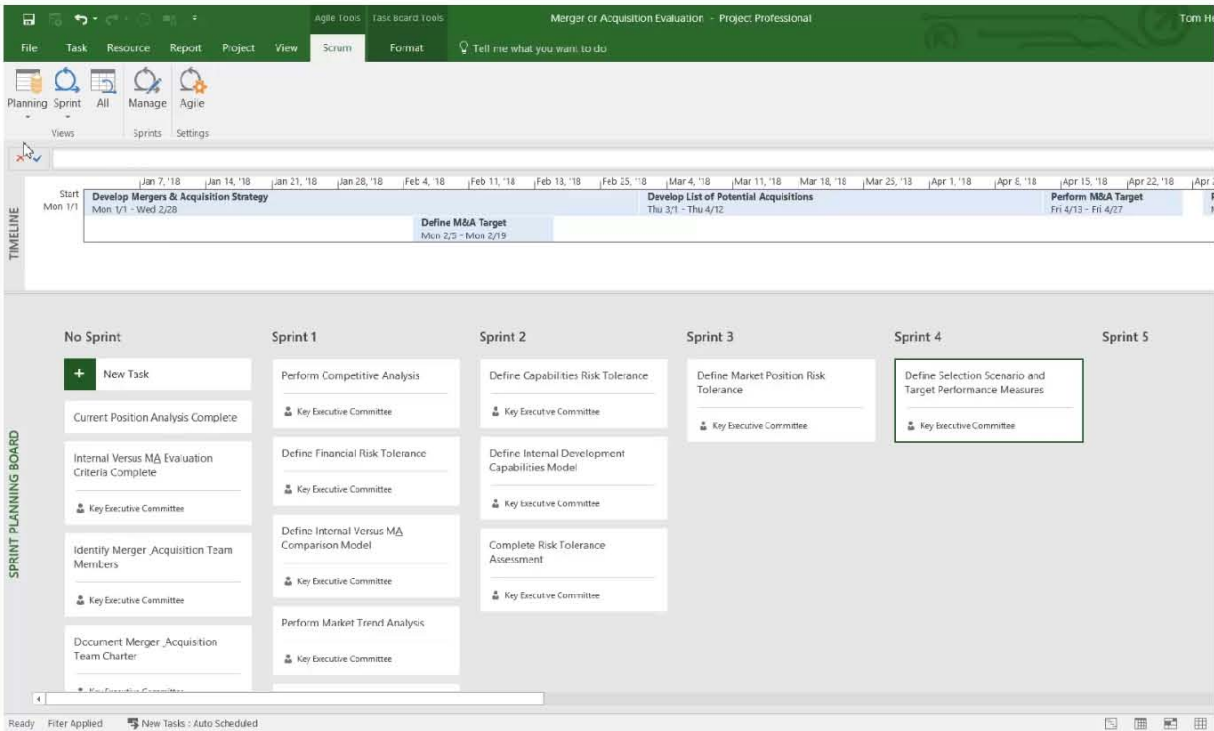 Agile Tools Task Board Tools Merger or Acquisition Evaluation - Project Professional Tom
File Task Resource Report Project View Scrum Format Tell me what you want to do
Planning Sprint All Manage Agile
Views Sprints Settings
TIMELINE
Jan 7, '18 Jan 14, '18 Jan 21, '18 Jan 28, '18 Feb 4, '18 Feb 11, '18 Feb 18, '18 Feb 25, '18 Mar 4, '18 Mar 11, '18 Mar 18, '18 Mar 25, '18 Apr 1, '18 Apr 8, '18 Apr 15, '18 Apr 22, '18 Apr
Start
Mon 1/1
Develop Mergers & Acquisition Strategy
Mon 1/1 - Wed 2/28
Develop List of Potential Acquisitions
Thu 3/1 - Thu 4/12
Perform M&A Target
Fri 4/13 - Fri 4/27
Define M&A Target
Mon 2/5 - Mon 2/19
SPRINT PLANNING BOARD
No Sprint
+ New Task
Current Position Analysis Complete
Internal Versus MA Evaluation
Criteria Complete
Key Executive Committee
Identify Merger _Acquisition Team
Members
Key Executive Committee
Document Merger _Acquisition
Team Charter
Sprint 1
Perform Competitive Analysis
Key Executive Committee
Define Financial Risk Tolerance
Key Executive Committee
Define Internal Versus MA
Comparison Model
Key Executive Committee
Perform Market Trend Analysis
Key Executive Committee
Sprint 2
Define Capabilities Risk Tolerance
Key Executive Committee
Define Internal Development
Capabilities Model
Key Executive Committee
Complete Risk Tolerance
Assessment
Key Executive Committee
Sprint 3
Define Market Position Risk
Tolerance
Key Executive Committee
Sprint 4
Define Selection Scenario and
Target Performance Measures
Key Executive Committee
Sprint 5
Ready Filter Applied New Tasks : Auto Scheduled